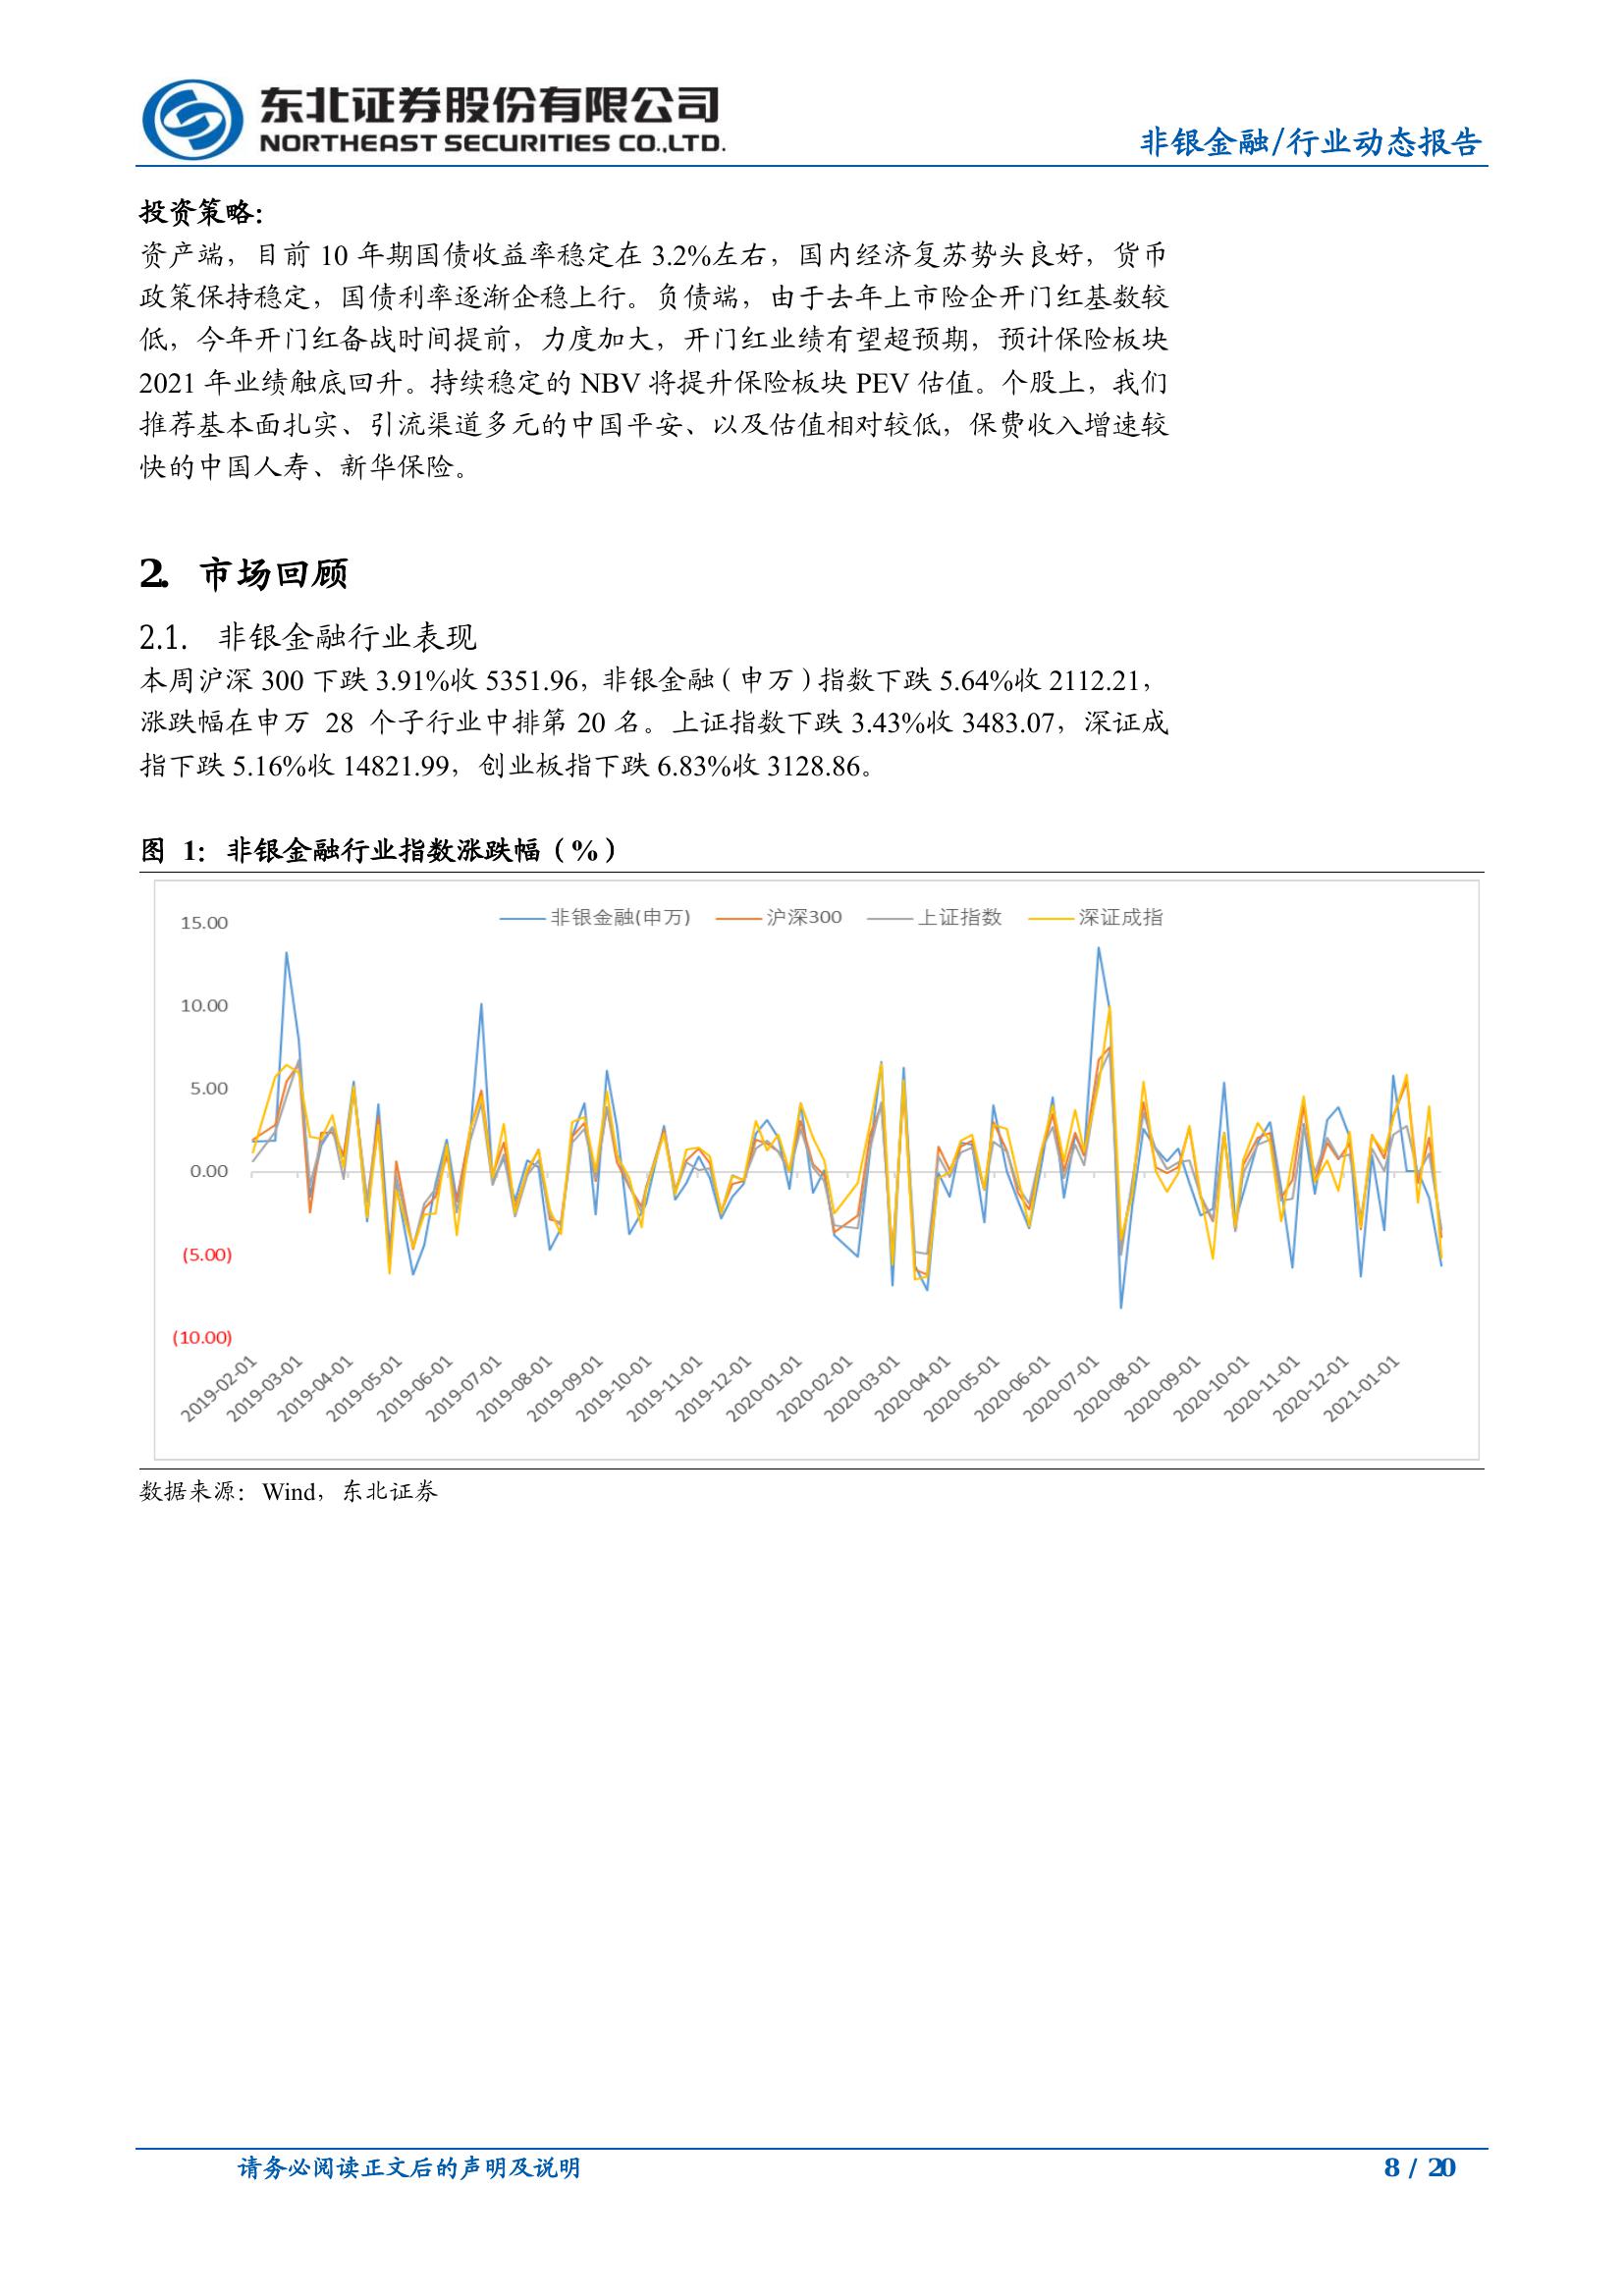 东北证券股份有限公司
NORTHEAST SECURITIES CO.,LTD.
非银金融/行业动态报告
投资策略：
资产端，目前 10 年期国债收益率稳定在 3.2%左右，国内经济复苏势头良好，货币
政策保持稳定，国债利率逐渐企稳上行。负债端，由于去年上市险企开门红基数较
低，今年开门红备战时间提前，力度加大，开门红业绩有望超预期，预计保险板块
2021 年业绩触底回升。持续稳定的 NBV 将提升保险板块 PEV 估值。个股上，我们
推荐基本面扎实、引流渠道多元的中国平安、以及估值相对较低，保费收入增速较
快的中国人寿、新华保险。
2. 市场回顾
2.1. 非银金融行业表现
本周沪深 300 下跌 3.91%收 5351.96，非银金融（申万）指数下跌 5.64%收 2112.21，
涨跌幅在申万 28 个子行业中排第 20 名。上证指数下跌 3.43%收 3483.07，深证成
指下跌 5.16%收 14821.99，创业板指下跌 6.83%收 3128.86。
图 1：非银金融行业指数涨跌幅（%）
非银金融(申万) 沪深300 上证指数 深证成指
15.00
10.00
5.00
0.00
(5.00)
(10.00)
2019-02-01 2019-03-01 2019-04-01 2019-05-01 2019-06-01 2019-07-01 2019-08-01 2019-09-01 2019-10-01 2019-11-01 2019-12-01 2020-01-01 2020-02-01 2020-03-01 2020-04-01 2020-05-01 2020-06-01 2020-07-01 2020-08-01 2020-09-01 2020-10-01 2020-11-01 2020-12-01 2021-01-01
数据来源：Wind，东北证券
请务必阅读正文后的声明及说明
8 / 20